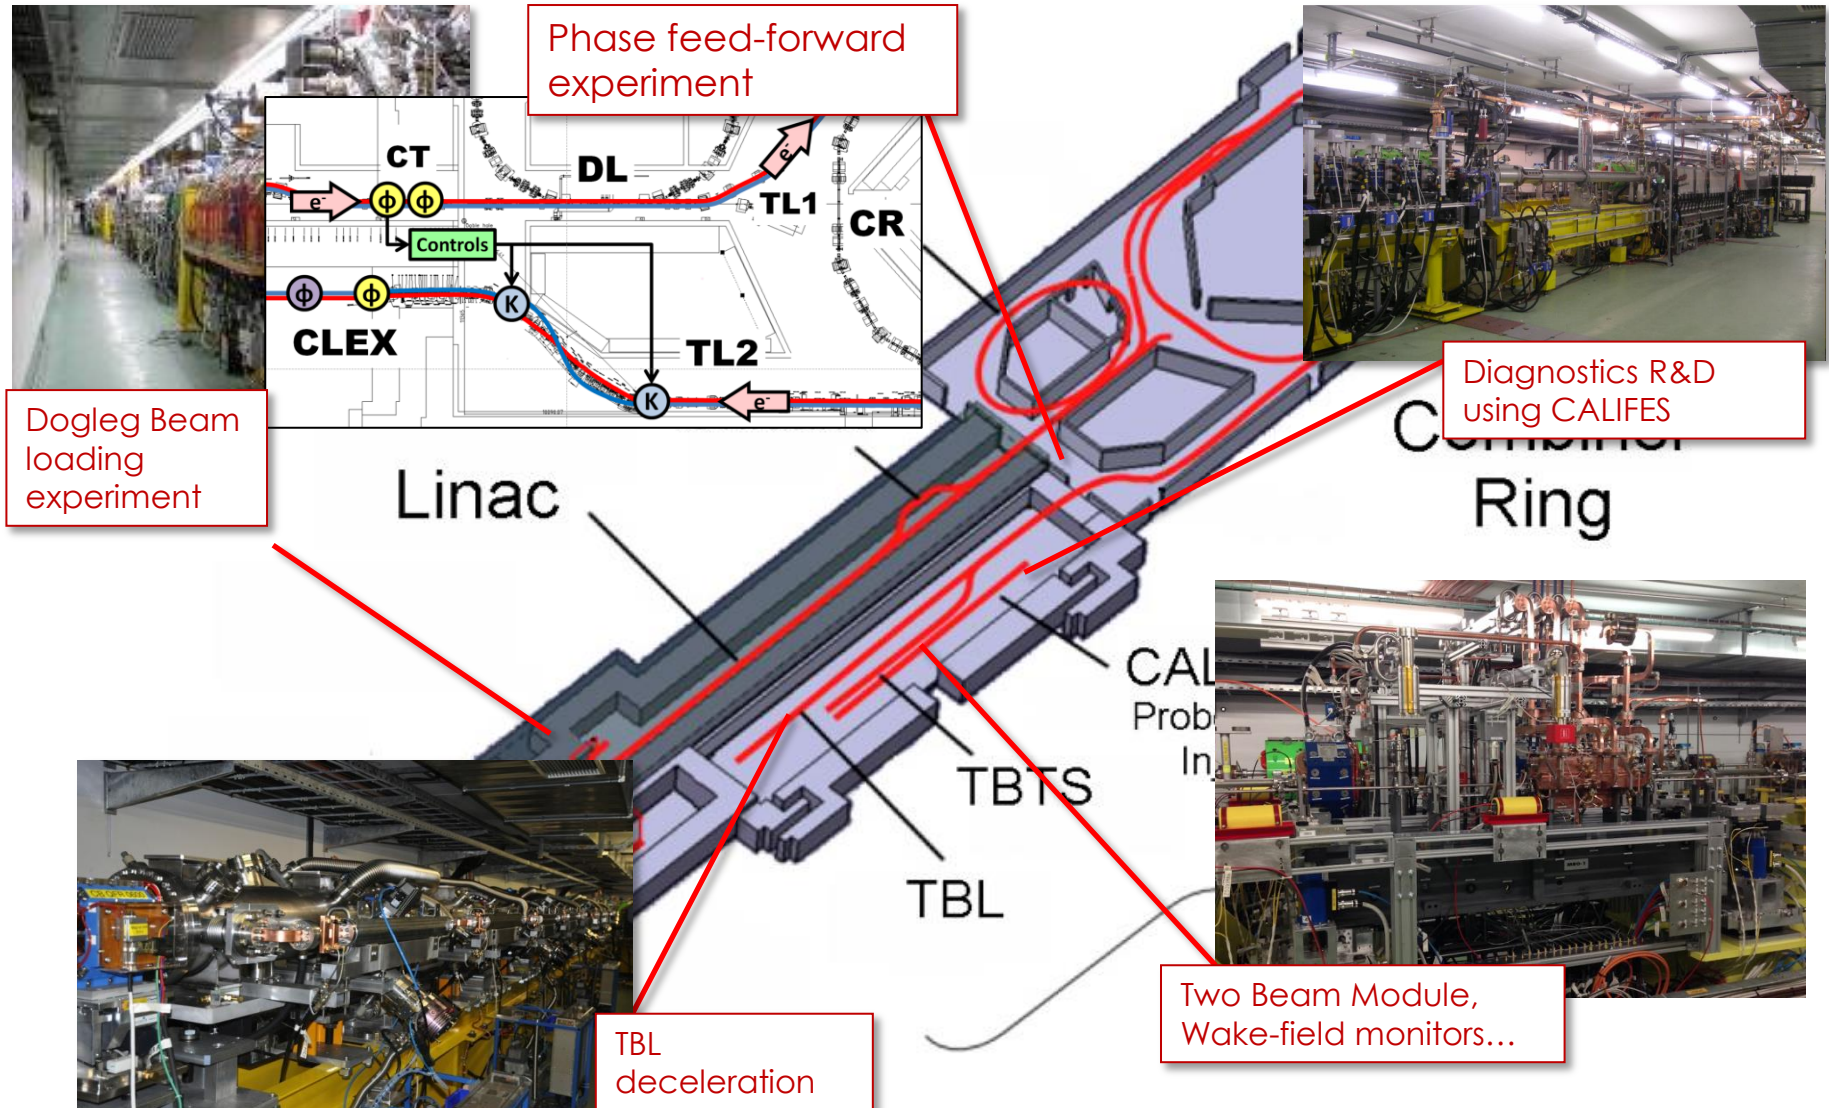 Phase feed-forward
experiment
CT
DL
e-
TL1
CR
Φ
Φ
e-
Controls
Φ
Φ
K
CLEX
TL2
K
e-
Diagnostics R&D
using CALIFES
Dogleg Beam
loading
experiment
Linac
Combiner
Ring
CAL
Prob
In
TBTS
TBL
Two Beam Module,
Wake-field monitors...
TBL
deceleration